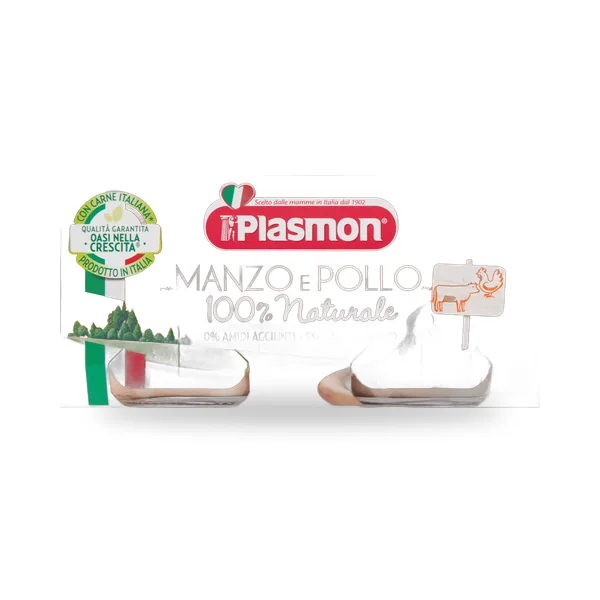 Scelto dalle mamme in Italia dal 1902
Plasmon®
CON CARNE ITALIANA*
QUALITÀ GARANTITA
OASI NELLA
CRESCITA®
PRODOTTO IN ITALIA
MANZO E POLLO
100% Naturale
0% AMIDI AGGIUNTI